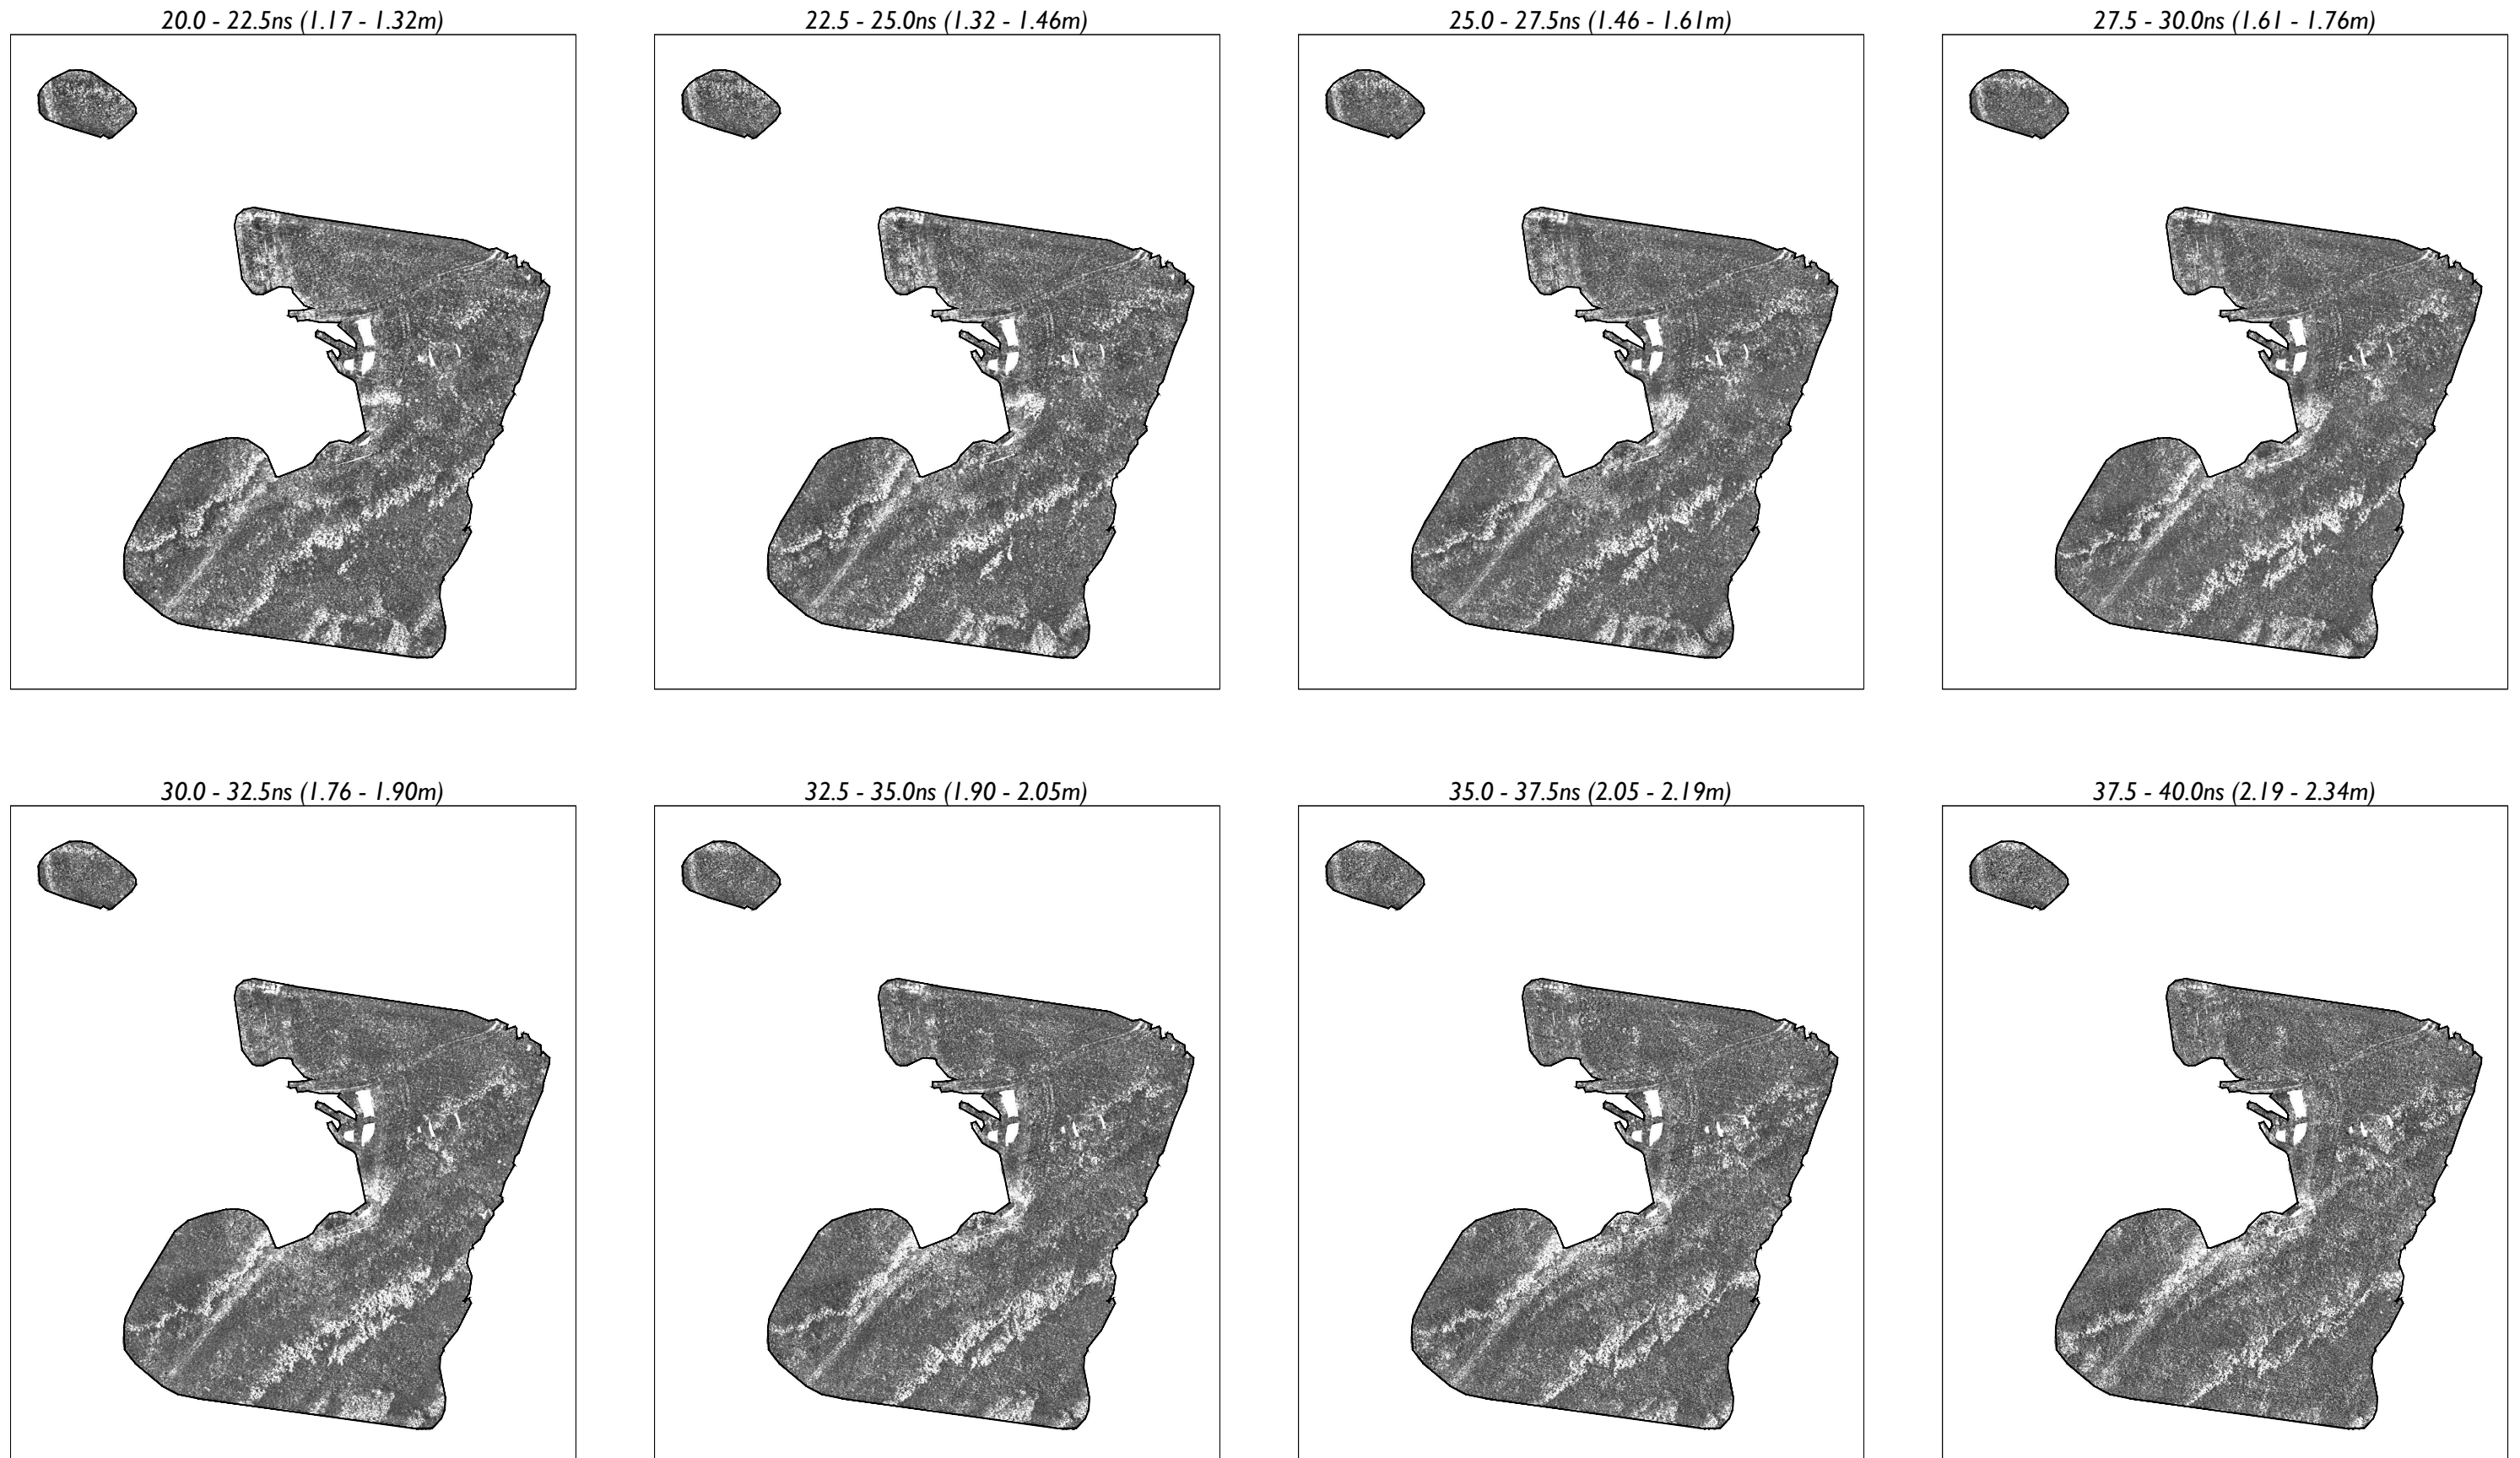 20.0 - 22.5ns (1.17 - 1.32m)
22.5 - 25.0ns (1.32 - 1.46m)
25.0 - 27.5ns (1.46 - 1.61m)
27.5 - 30.0ns (1.61 - 1.76m)
30.0 - 32.5ns (1.76 - 1.90m)
32.5 - 35.0ns (1.90 - 2.05m)
35.0 - 37.5ns (2.05 - 2.19m)
37.5 - 40.0ns (2.19 - 2.34m)